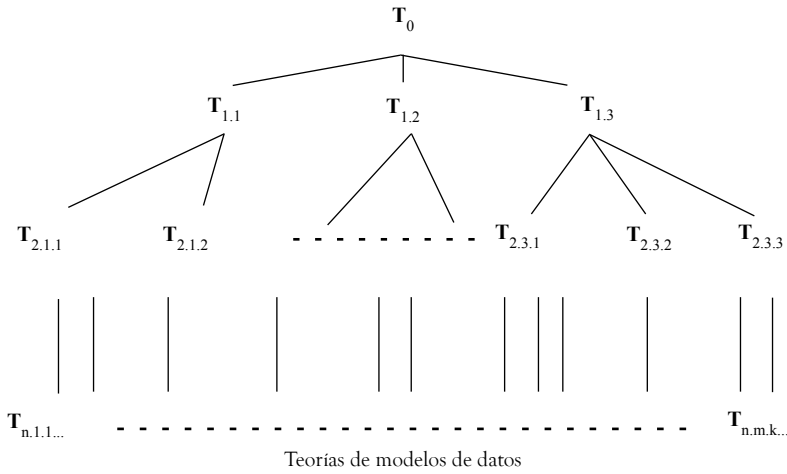 T0
T1.1 T1.2 T1.3
T2.1.1 T2.1.2 - - - - - - - - - - T2.3.1 T2.3.2 T2.3.3
Tn.1.1... - - - - - - - - - - - - - - - - - - - - - - - - - - - - - - Tn.m.k...
Teorías de modelos de datos